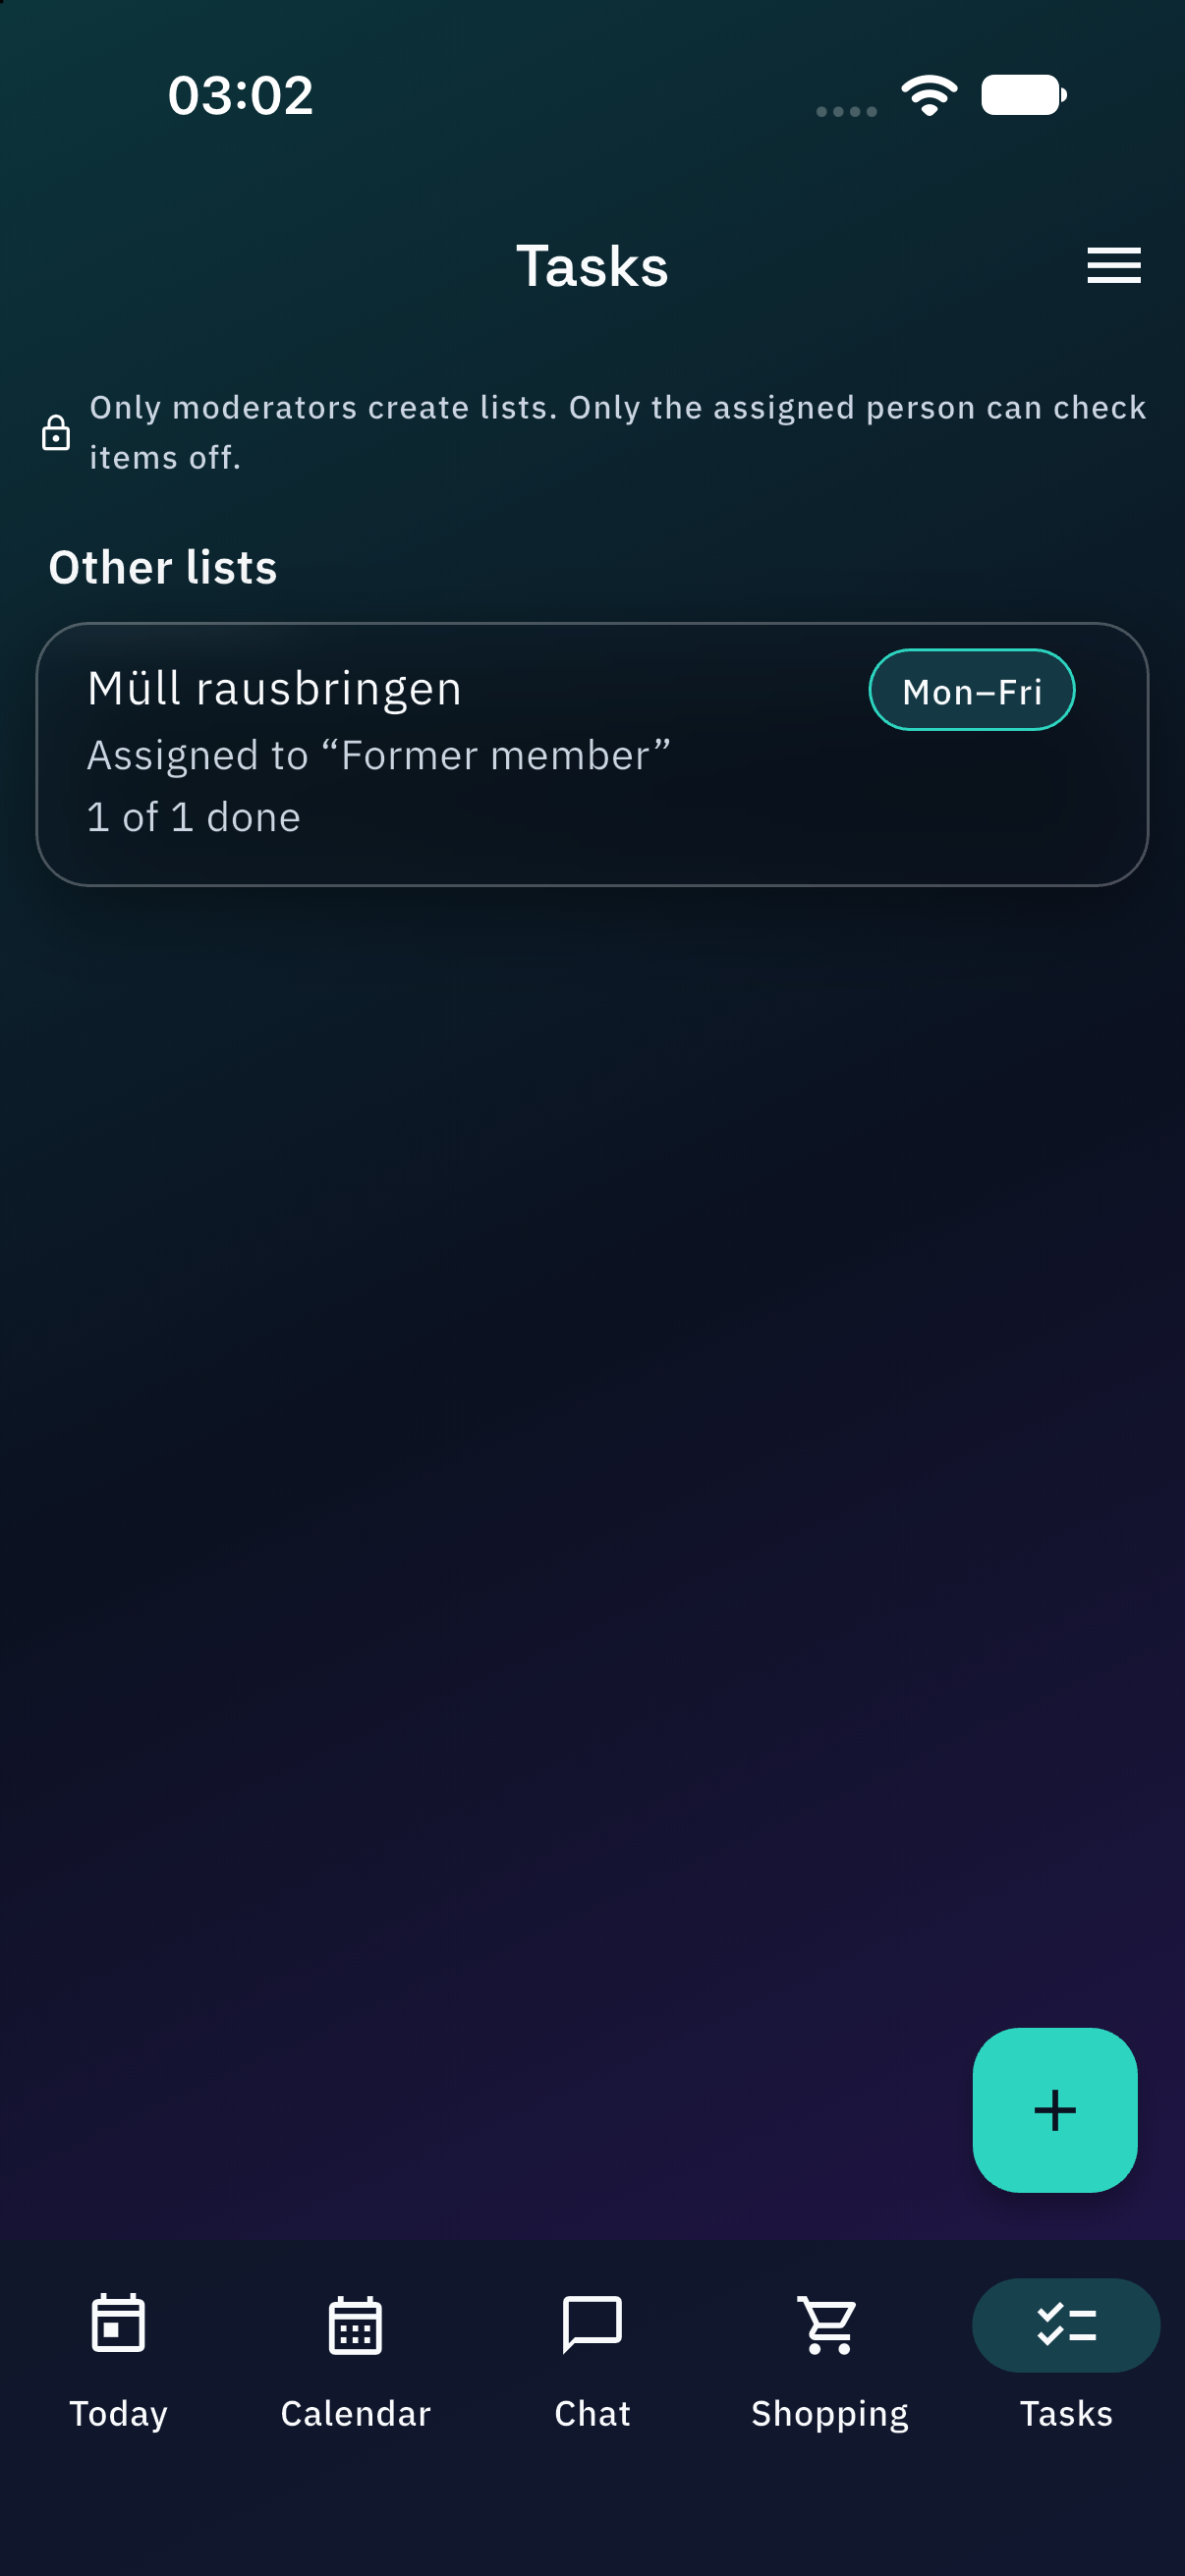 03:02
Tasks
Only moderators create lists. Only the assigned person can check
items off.
Other lists
Müll rausbringen
Mon–Fri
Assigned to “Former member”
1 of 1 done
Today
Calendar
Chat
Shopping
Tasks